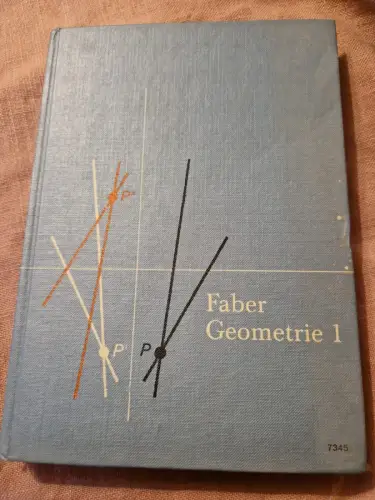 P''
P'
P
Faber
Geometrie 1
7345